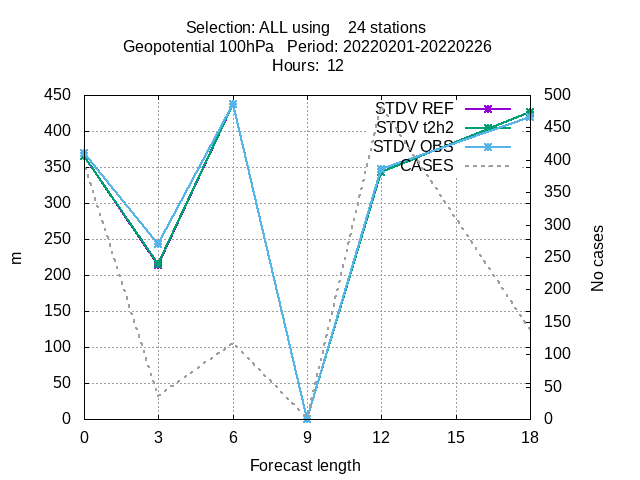 Selection: ALL using 24 stations
Geopotential 100hPa Period: 20220201-20220226
Hours: 12
STDV REF
STDV t2h2
STDV OBS
CASES
450
400
350
300
250
200
150
100
50
0
m
500
450
400
350
300
250
200
150
100
50
0
No cases
0 3 6 9 12 15 18
Forecast length